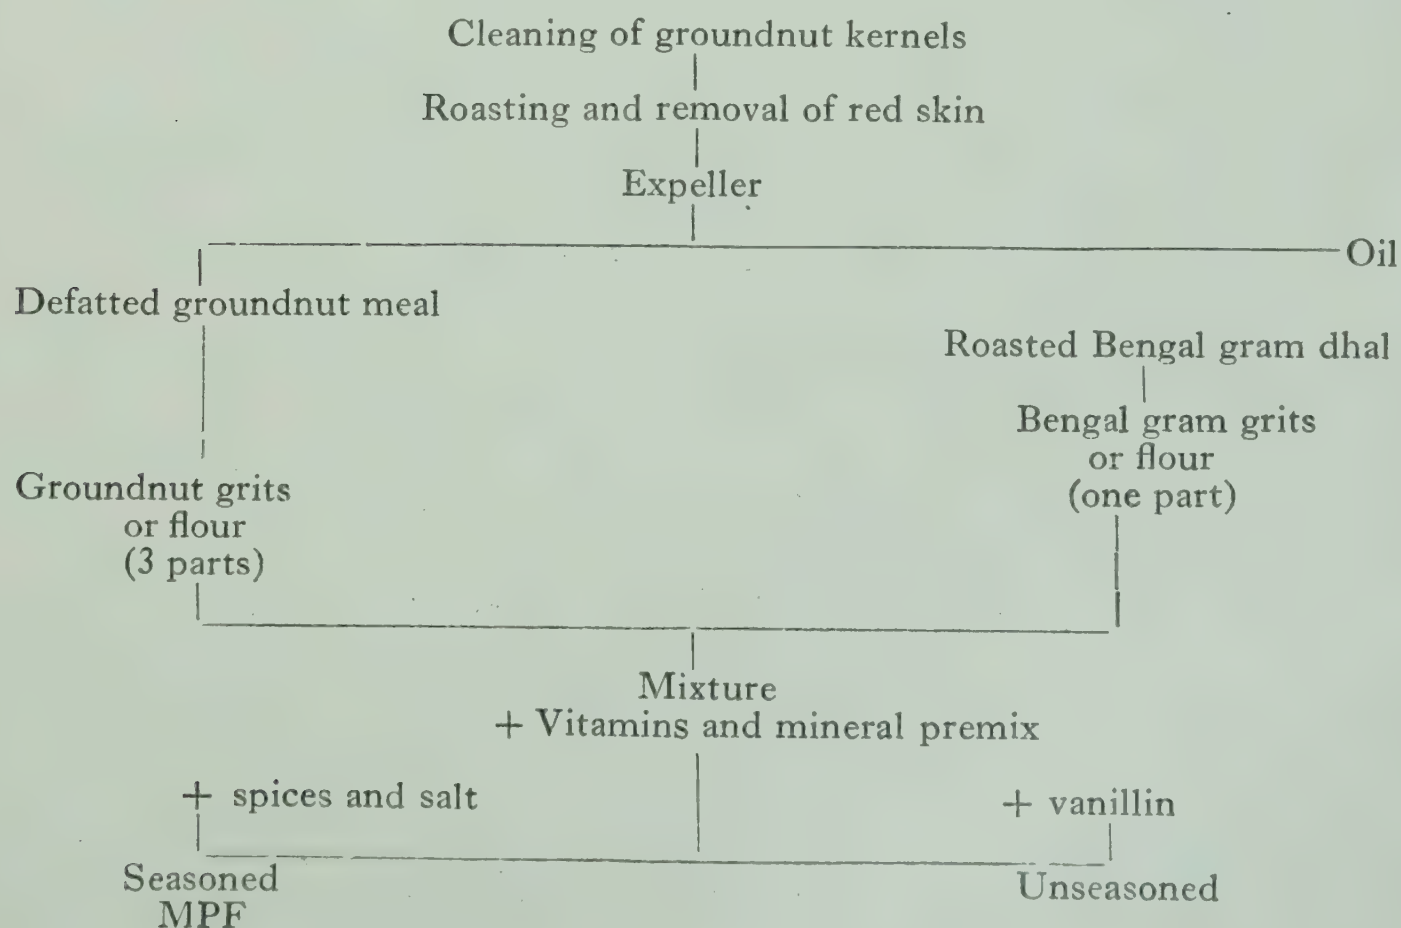 Cleaning of groundnut kernels
Roasting and removal of red skin
Expeller
Oil
Defatted groundnut meal
Roasted Bengal gram dhal
Bengal gram grits
or flour
(one part)
Groundnut grits
or flour
(3 parts)
Mixture
+ Vitamins and mineral premix
+ spices and salt
+ vanillin
Seasoned
MPF
Unseasoned